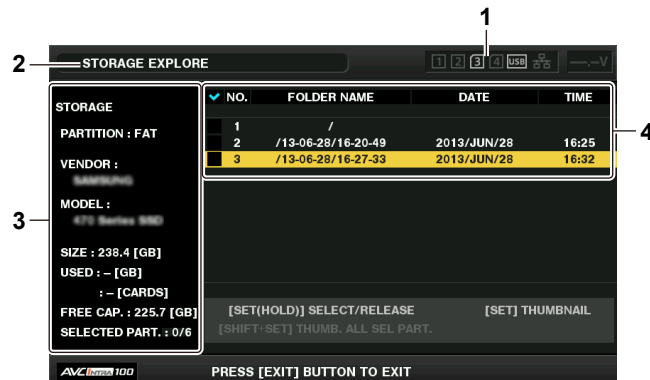 1
2
STORAGE EXPLORE
1 2 3 4 USB
--.-V
STORAGE
PARTITION : FAT
VENDOR :
SAMSUNG
MODEL :
470 Series SSD
SIZE : 238.4 [GB]
USED : – [GB]
: – [CARDS]
FREE CAP. : 225.7 [GB]
SELECTED PART. : 0/6
3
NO. FOLDER NAME DATE TIME
1 /
2 /13-06-28/16-20-49 2013/JUN/28 16:25
3 /13-06-28/16-27-33 2013/JUN/28 16:32
4
[SET(HOLD)] SELECT/RELEASE [SET] THUMBNAIL
[SHIFT+SET] THUMB. ALL SEL PART.
AVC INTRA 100 PRESS [EXIT] BUTTON TO EXIT